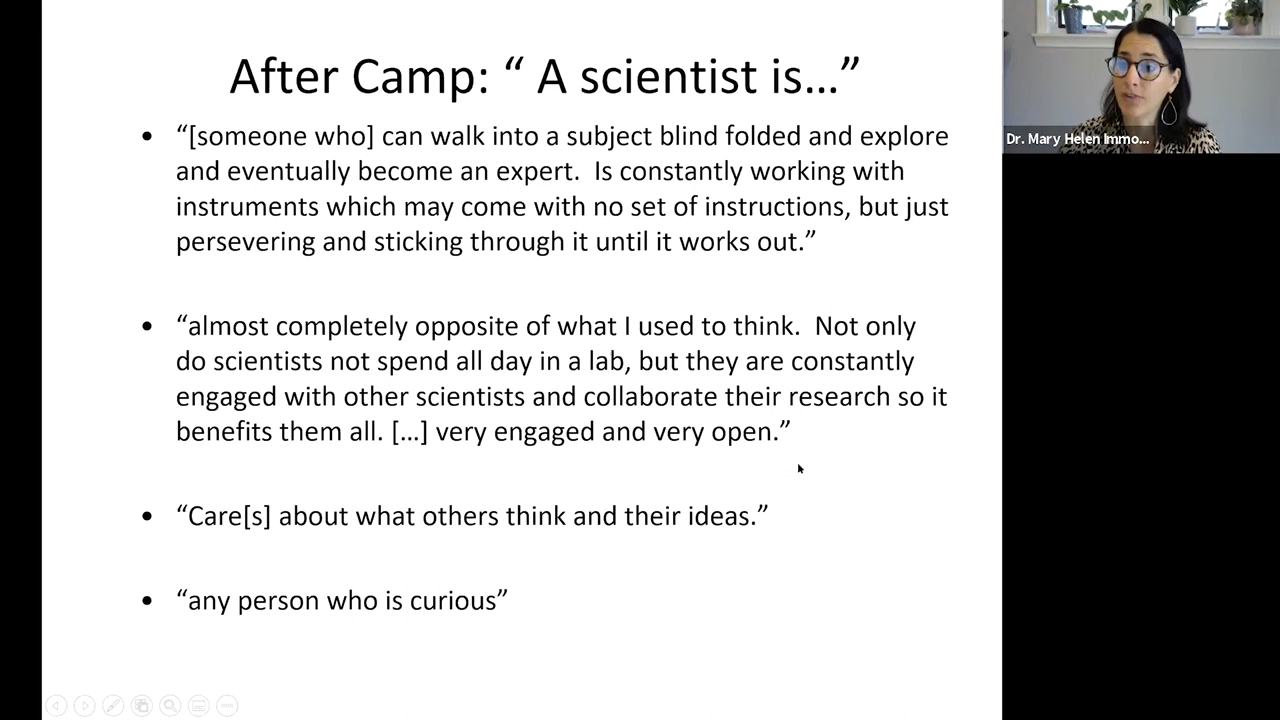 After Camp: “ A scientist is…”
• “[someone who] can walk into a subject blind folded and explore
and eventually become an expert.  Is constantly working with
instruments which may come with no set of instructions, but just
persevering and sticking through it until it works out.”
• “almost completely opposite of what I used to think.  Not only
do scientists not spend all day in a lab, but they are constantly
engaged with other scientists and collaborate their research so it
benefits them all. […] very engaged and very open.”
• “Care[s] about what others think and their ideas.”
• “any person who is curious”
Dr. Mary Helen Immo...